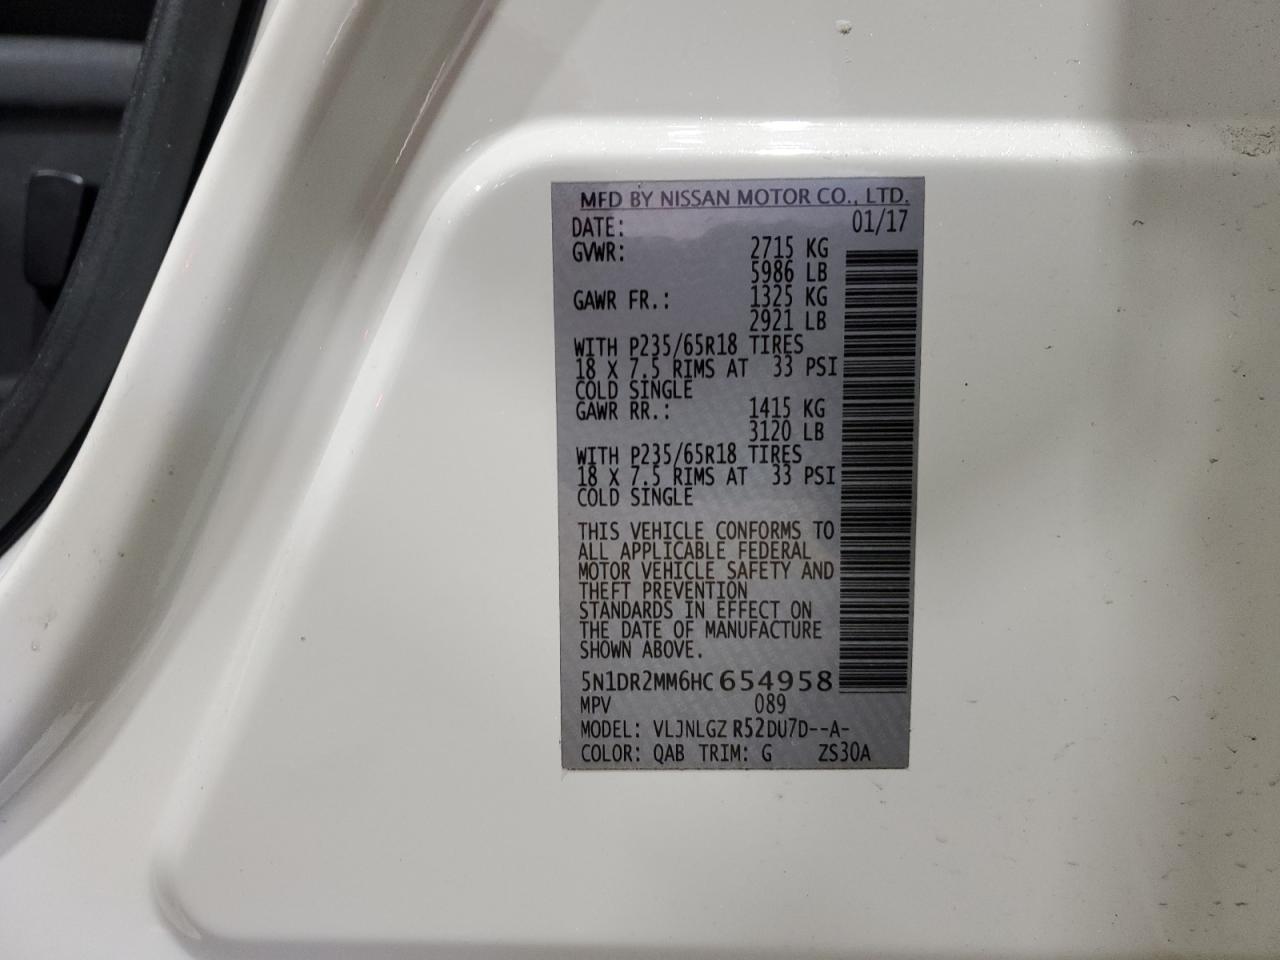 MFD BY NISSAN MOTOR CO., LTD.
DATE: 01/17
GVWR: 2715 KG
5986 LB
GAWR FR.: 1325 KG
2921 LB
WITH P235/65R18 TIRES
18 X 7.5 RIMS AT 33 PSI
COLD SINGLE
GAWR RR.: 1415 KG
3120 LB
WITH P235/65R18 TIRES
18 X 7.5 RIMS AT 33 PSI
COLD SINGLE
THIS VEHICLE CONFORMS TO
ALL APPLICABLE FEDERAL
MOTOR VEHICLE SAFETY AND
THEFT PREVENTION
STANDARDS IN EFFECT ON
THE DATE OF MANUFACTURE
SHOWN ABOVE.
5N1DR2MM6HC654958
MPV 089
MODEL: VLJNLGZ R52DU7D--A-
COLOR: QAB TRIM: G ZS30A